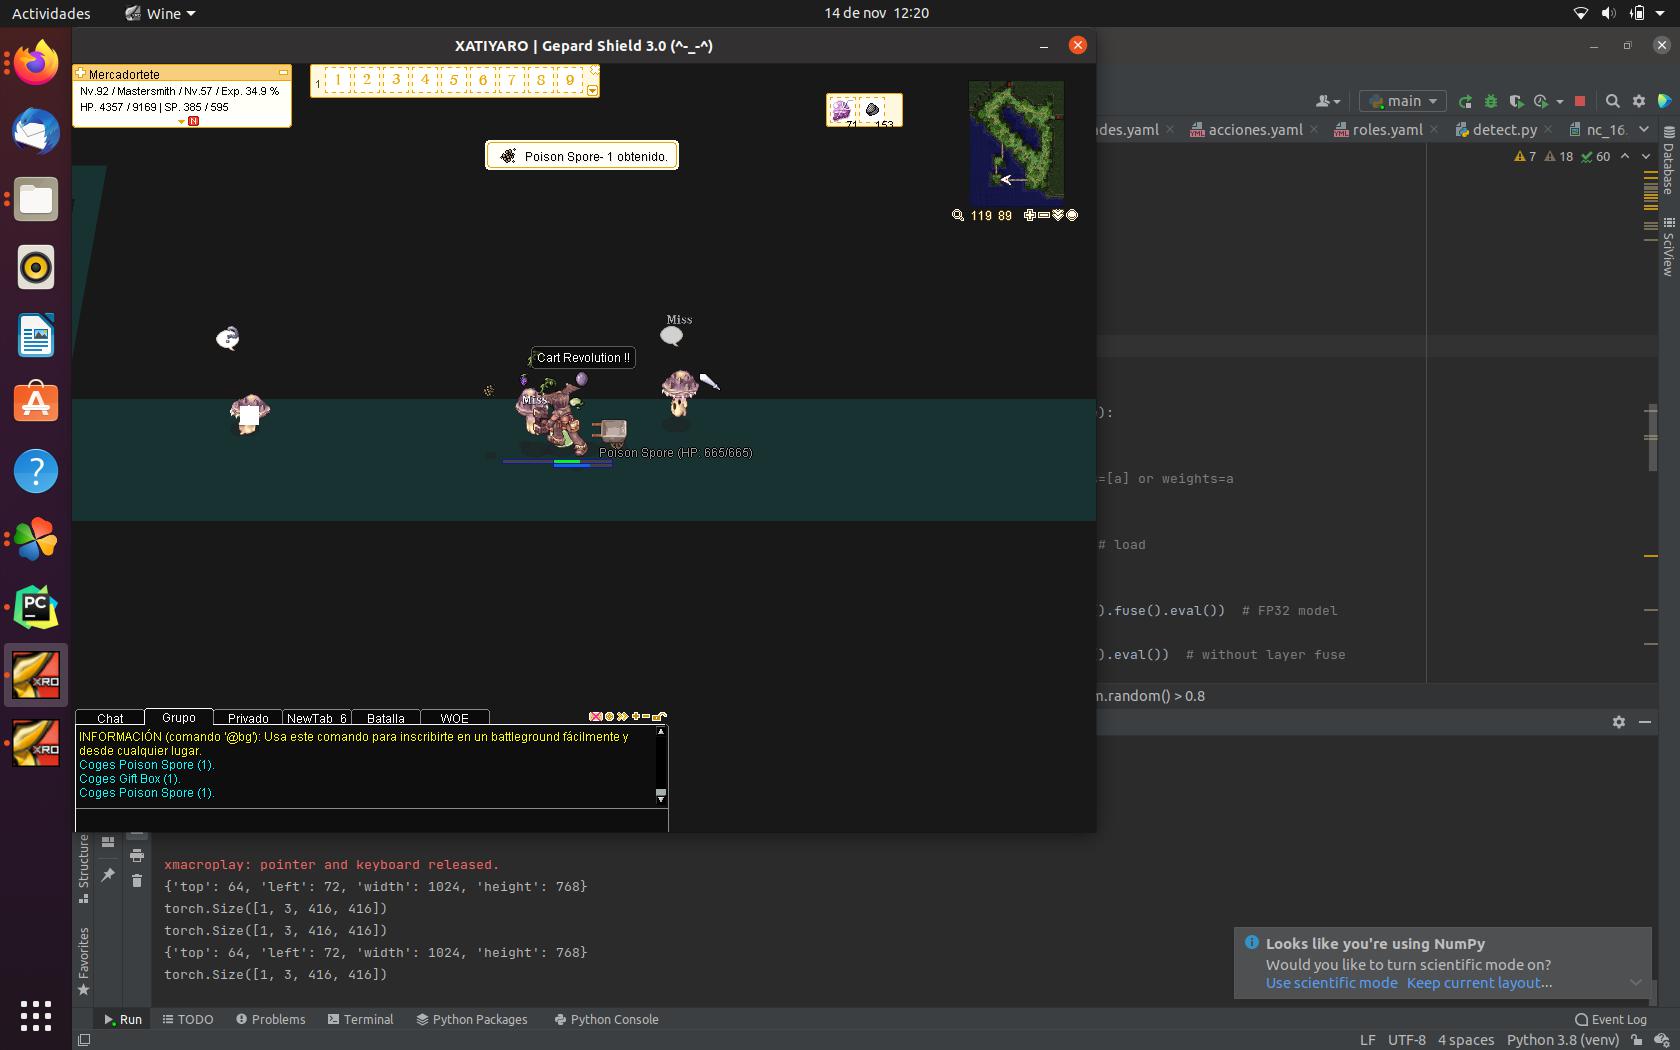 Actividades
Wine
14 de nov 12:20
XATIYARO | Gepard Shield 3.0 (^-_-^)
Mercadortete
Nv.92 / Mastersmith / Nv.57 / Exp. 34.9 %
HP. 4357 / 9169 | SP. 385 / 595
N
1 1 2 3 4 5 6 7 8 9
71 153
Poison Spore- 1 obtenido.
119 89
Miss
Cart Revolution !!
Miss
Poison Spore (HP: 665/665)
Chat Grupo Privado NewTab_6 Batalla WOE
INFORMACIÓN (comando '@bg'): Usa este comando para inscribirte en un battleground fácilmente y
desde cualquier lugar.
Coges Poison Spore (1).
Coges Gift Box (1).
Coges Poison Spore (1).
main
des.yaml acciones.yaml roles.yaml detect.py nc_16.
7 18 60
Database
SciView
):
=[a] or weights=a
# load
).fuse().eval()) # FP32 model
).eval()) # without layer fuse
m.random() > 0.8
PC
XRO
XRO
Structure
Favorites
xmacroplay: pointer and keyboard released.
{'top': 64, 'left': 72, 'width': 1024, 'height': 768}
torch.Size([1, 3, 416, 416])
torch.Size([1, 3, 416, 416])
{'top': 64, 'left': 72, 'width': 1024, 'height': 768}
torch.Size([1, 3, 416, 416])
Looks like you're using NumPy
Would you like to turn scientific mode on?
Use scientific mode Keep current layout...
Run TODO Problems Terminal Python Packages Python Console
Event Log
LF UTF-8 4 spaces Python 3.8 (venv)